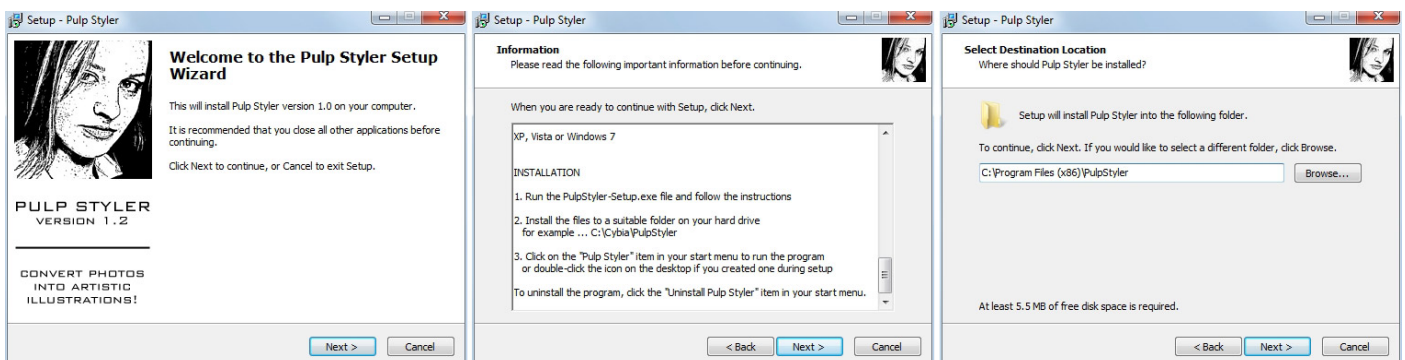 Setup - Pulp Styler
Welcome to the Pulp Styler Setup
Wizard
This will install Pulp Styler version 1.0 on your computer.
It is recommended that you close all other applications before
continuing.
Click Next to continue, or Cancel to exit Setup.
PULP STYLER
VERSION 1.2
CONVERT PHOTOS
INTO ARTISTIC
ILLUSTRATIONS!
Next >
Cancel
Setup - Pulp Styler
Information
Please read the following important information before continuing.
When you are ready to continue with Setup, click Next.
XP, Vista or Windows 7
INSTALLATION
1. Run the PulpStyler-Setup.exe file and follow the instructions
2. Install the files to a suitable folder on your hard drive
for example ... C:\Cybia\PulpStyler
3. Click on the "Pulp Styler" item in your start menu to run the program
or double-click the icon on the desktop if you created one during setup
To uninstall the program, click the "Uninstall Pulp Styler" item in your start menu.
< Back
Next >
Cancel
Setup - Pulp Styler
Select Destination Location
Where should Pulp Styler be installed?
Setup will install Pulp Styler into the following folder.
To continue, click Next. If you would like to select a different folder, click Browse.
C:\Program Files (x86)\PulpStyler
Browse...
At least 5.5 MB of free disk space is required.
< Back
Next >
Cancel